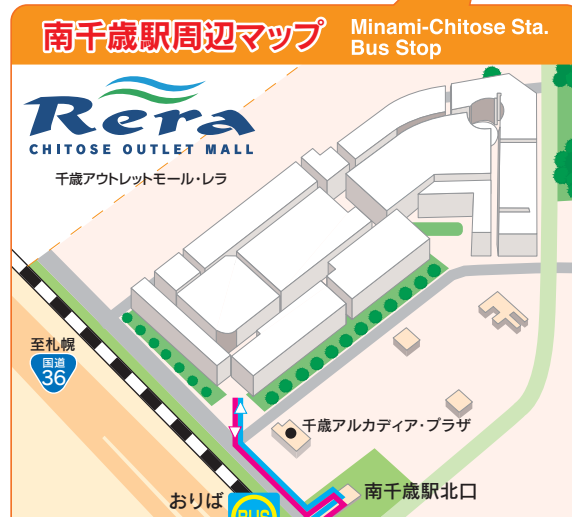 南千歳駅周辺マップ
Minami-Chitose Sta.
Bus Stop
Rera
CHITOSE OUTLET MALL
千歳アウトレットモール・レラ
至札幌
国道
36
千歳アルカディア・プラザ
南千歳駅北口
おりば
BUS